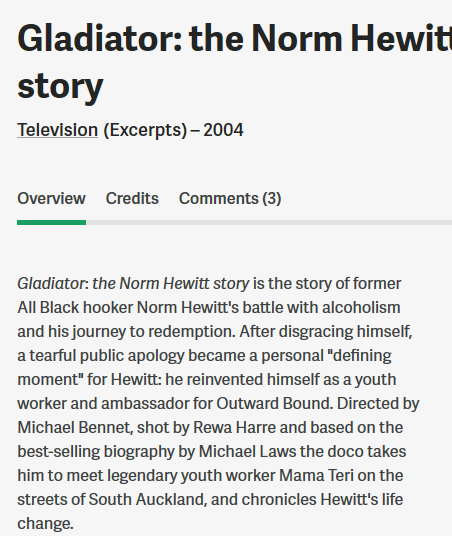 Gladiator: the Norm Hewitt
story
Television (Excerpts) – 2004
Overview Credits Comments (3)
Gladiator: the Norm Hewitt story is the story of former
All Black hooker Norm Hewitt's battle with alcoholism
and his journey to redemption. After disgracing himself,
a tearful public apology became a personal "defining
moment" for Hewitt: he reinvented himself as a youth
worker and ambassador for Outward Bound. Directed by
Michael Bennet, shot by Rewa Harre and based on the
best-selling biography by Michael Laws the doco takes
him to meet legendary youth worker Mama Teri on the
streets of South Auckland, and chronicles Hewitt's life
change.